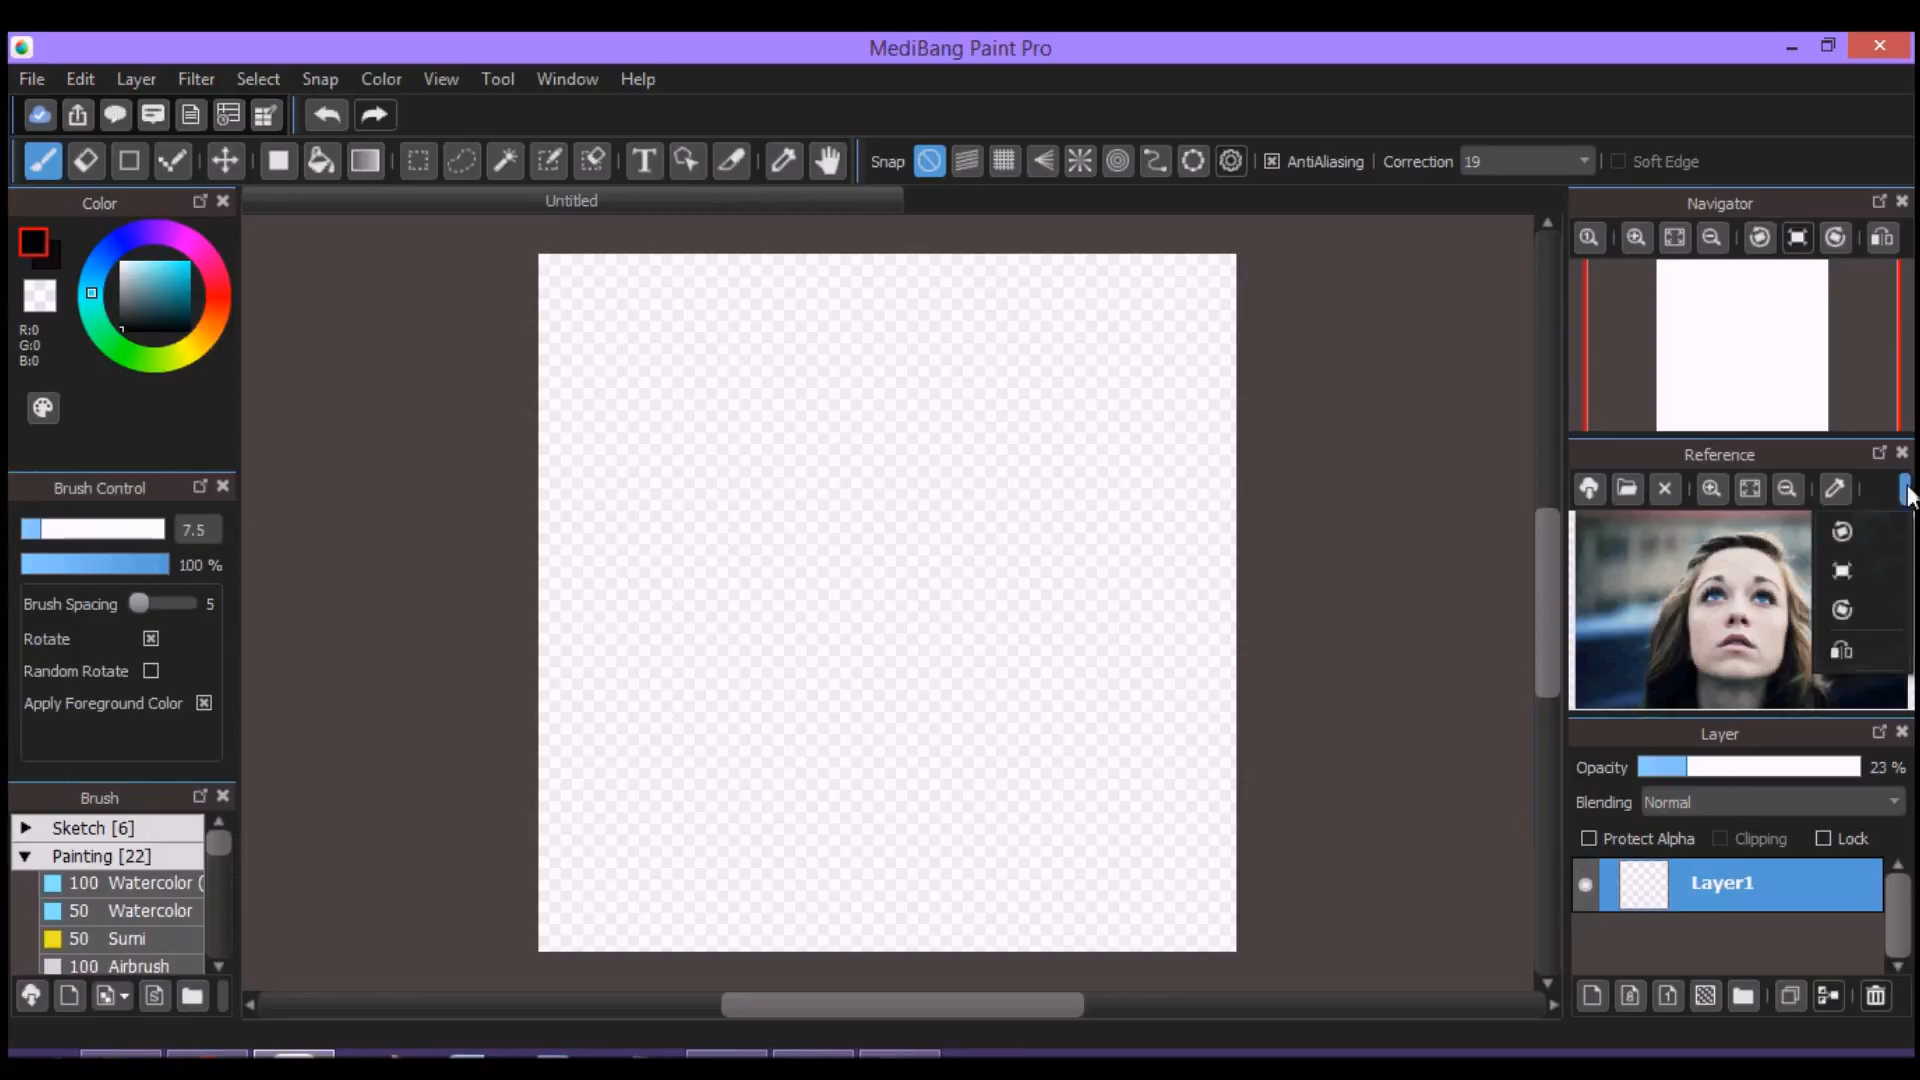 MediBang Paint Pro
File Edit Layer Filter Select Snap Color View Tool Window Help
Snap AntiAliasing Correction 19 Soft Edge
Color
Untitled
Navigator
R:0
G:0
B:0
Reference
Brush Control
7.5
100 %
Brush Spacing 5
Rotate
Random Rotate
Apply Foreground Color
Layer
Opacity 23 %
Blending Normal
Protect Alpha Clipping Lock
Layer1
Brush
Sketch [6]
Painting [22]
100 Watercolor (
50 Watercolor
50 Sumi
100 Airbrush